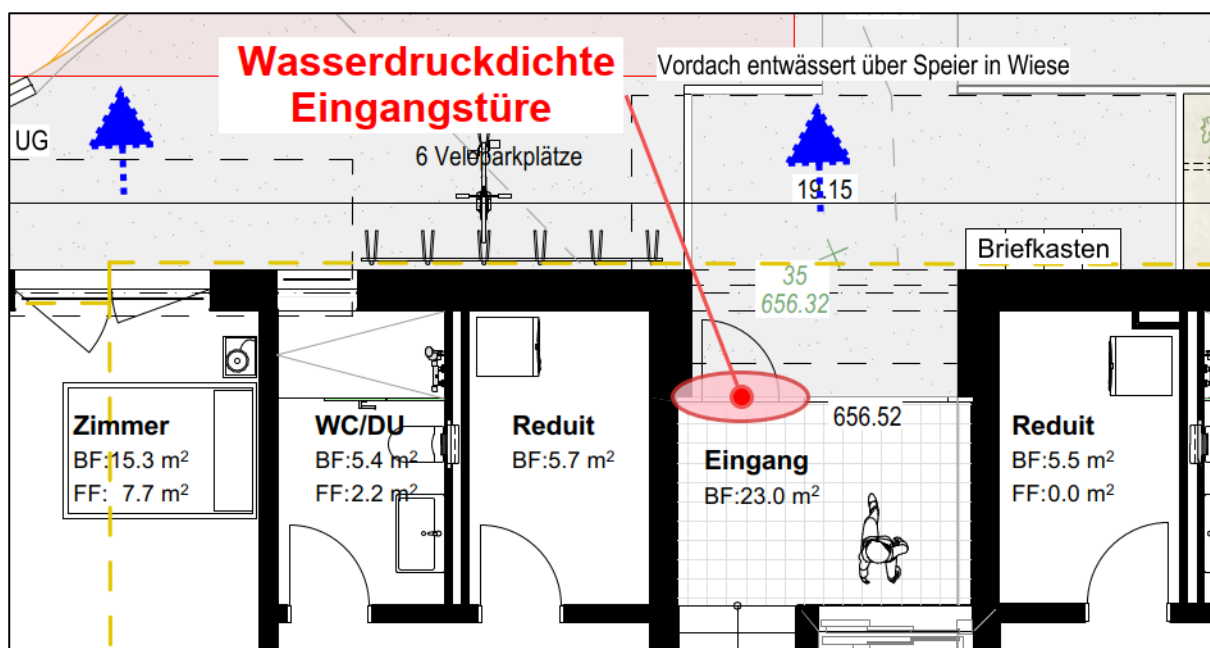 Wasserdruckdichte
Eingangstüre
Vordach entwässert über Speier in Wiese
UG
6 Veloparkplätze
19.15
Briefkasten
35
656.32
656.52
Zimmer
BF:15.3 m²
FF: 7.7 m²
WC/DU
BF:5.4 m²
FF:2.2 m²
Reduit
BF:5.7 m²
Eingang
BF:23.0 m²
Reduit
BF:5.5 m²
FF:0.0 m²